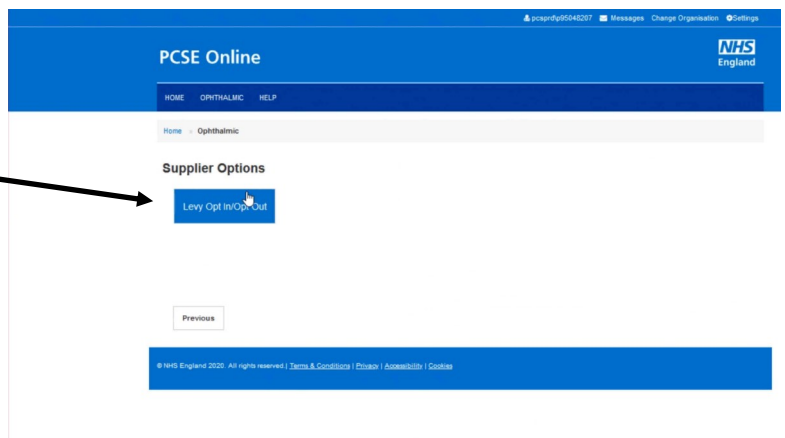 pcsprd\p95048207 Messages Change Organisation Settings
PCSE Online
NHS
England
HOME OPHTHALMIC HELP
Home > Ophthalmic
Supplier Options
Levy Opt In/Opt Out
Previous
© NHS England 2020. All rights reserved.| Terms & Conditions | Privacy | Accessibility | Cookies